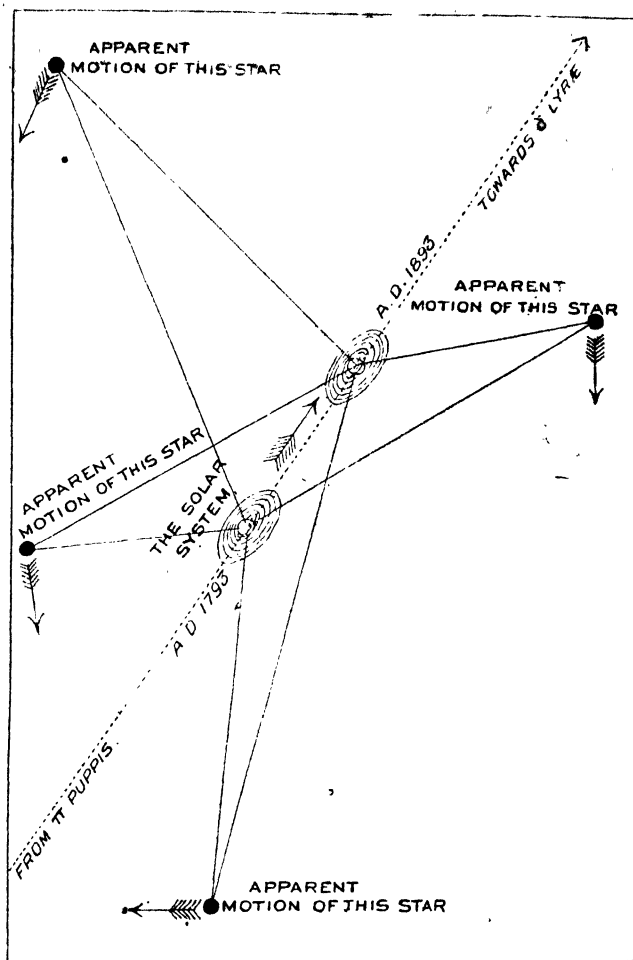 APPARENT
MOTION OF THIS STAR
TOWARDS δ LYRÆ
A.D. 1893
APPARENT
MOTION OF THIS STAR
APPARENT
MOTION OF THIS STAR
THE SOLAR
SYSTEM
A D 1793
FROM π PUPPIS
APPARENT
MOTION OF THIS STAR